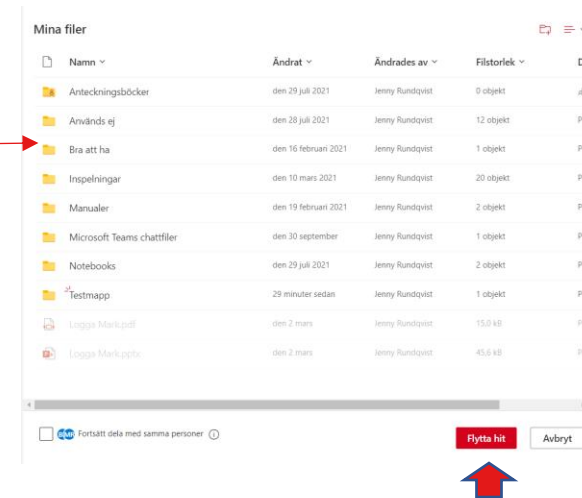 Mina filer
Namn Ändrat Ändrades av Filstorlek D
Anteckningsböcker den 29 juli 2021 Jenny Rundqvist 0 objekt
Används ej den 28 juli 2021 Jenny Rundqvist 12 objekt P
Bra att ha den 16 februari 2021 Jenny Rundqvist 1 objekt P
Inspelningar den 10 mars 2021 Jenny Rundqvist 20 objekt P
Manualer den 19 februari 2021 Jenny Rundqvist 2 objekt P
Microsoft Teams chattfiler den 30 september Jenny Rundqvist 1 objekt P
Notebooks den 29 juli 2021 Jenny Rundqvist 2 objekt P
Testmapp 29 minuter sedan Jenny Rundqvist 1 objekt P
Logga Mark.pdf den 2 mars Jenny Rundqvist 15,0 kB P
Logga Mark.pptx den 2 mars Jenny Rundqvist 45,6 kB P
Fortsätt dela med samma personer
Flytta hit Avbryt